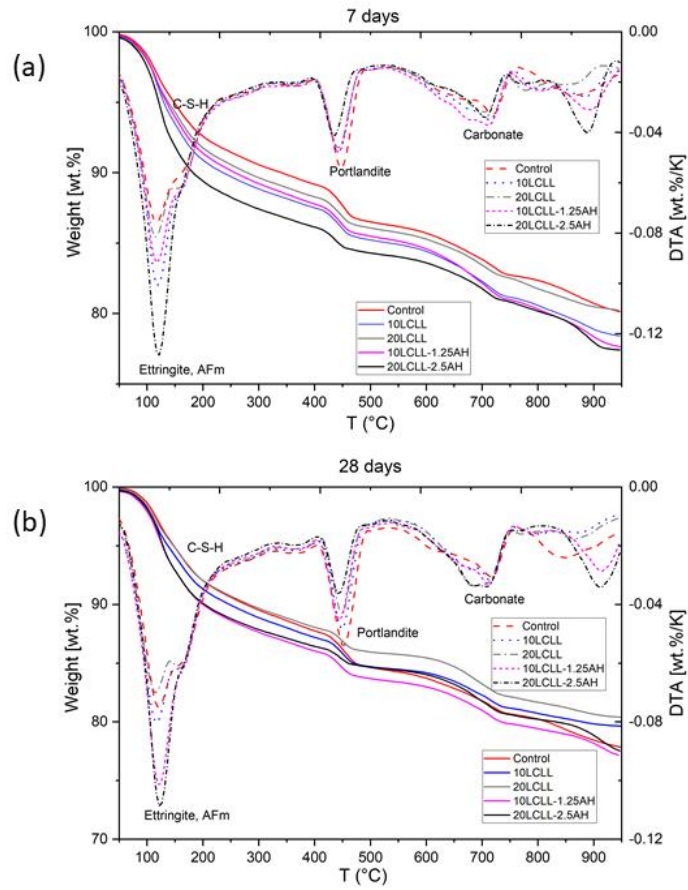 7 days
(a)
100
90
80
Weight [wt.%]
0.00
-0.04
-0.08
-0.12
DTA [wt.%/K]
C-S-H
Portlandite
Carbonate
Ettringite, AFm
Control
10LCLL
20LCLL
10LCLL-1.25AH
20LCLL-2.5AH
Control
10LCLL
20LCLL
10LCLL-1.25AH
20LCLL-2.5AH
100 200 300 400 500 600 700 800 900
T (°C)
28 days
(b)
100
90
80
70
Weight [wt.%]
0.00
-0.04
-0.08
-0.12
DTA [wt.%/K]
C-S-H
Portlandite
Carbonate
Ettringite, AFm
Control
10LCLL
20LCLL
10LCLL-1.25AH
20LCLL-2.5AH
Control
10LCLL
20LCLL
10LCLL-1.25AH
20LCLL-2.5AH
100 200 300 400 500 600 700 800 900
T (°C)